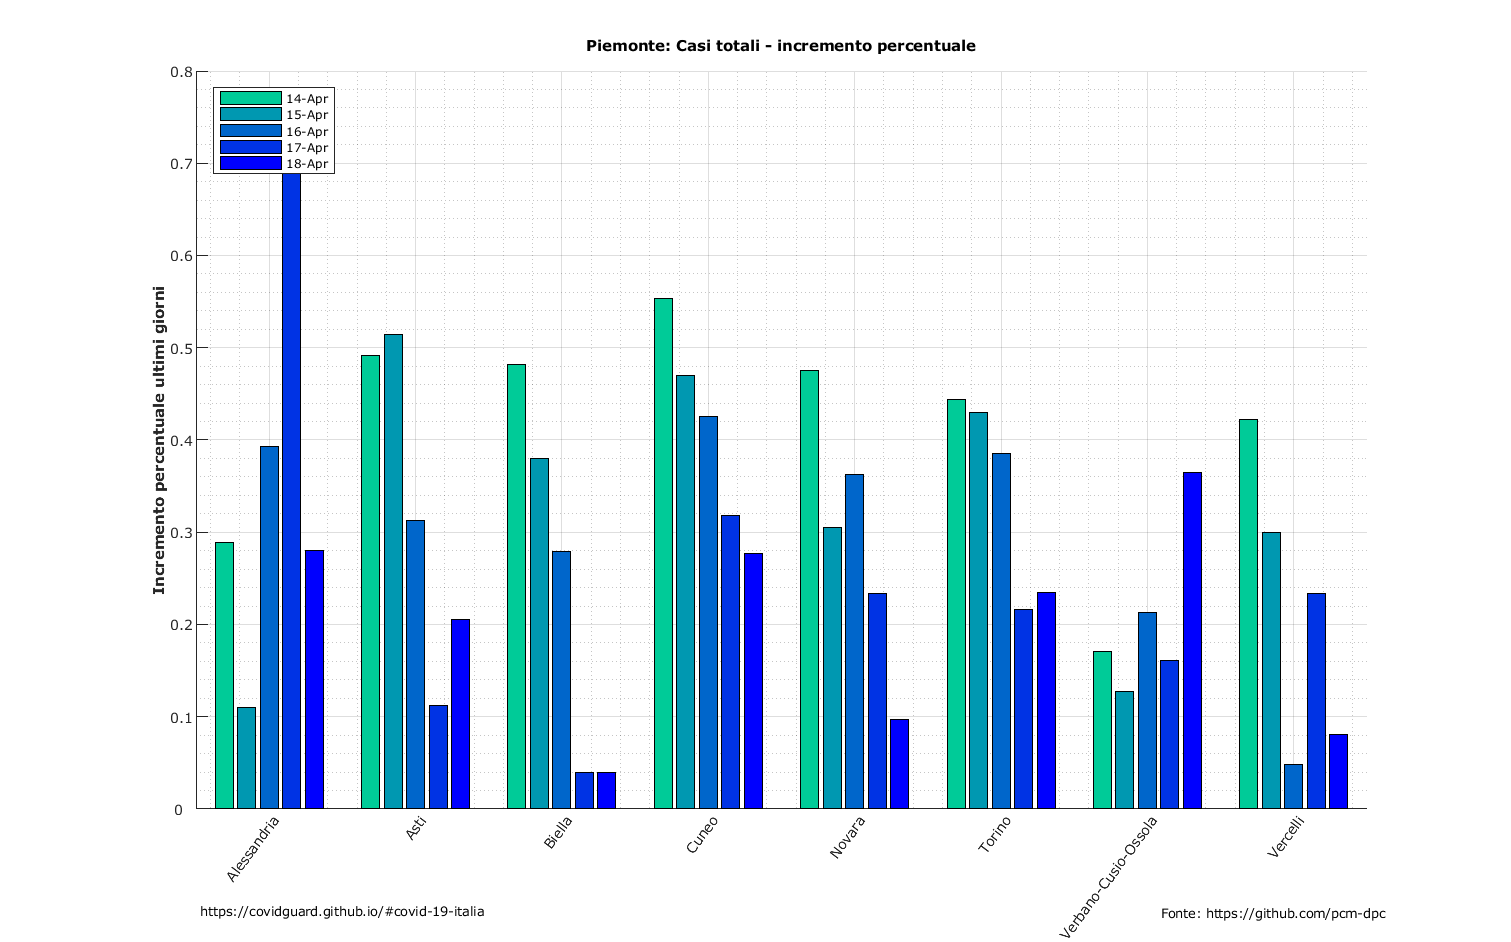 Piemonte: Casi totali - incremento percentuale
Incremento percentuale ultimi giorni
0.8
0.7
0.6
0.5
0.4
0.3
0.2
0.1
0
14-Apr
15-Apr
16-Apr
17-Apr
18-Apr
Alessandria
Asti
Biella
Cuneo
Novara
Torino
Verbano-Cusio-Ossola
Vercelli
https://covidguard.github.io/#covid-19-italia
Fonte: https://github.com/pcm-dpc